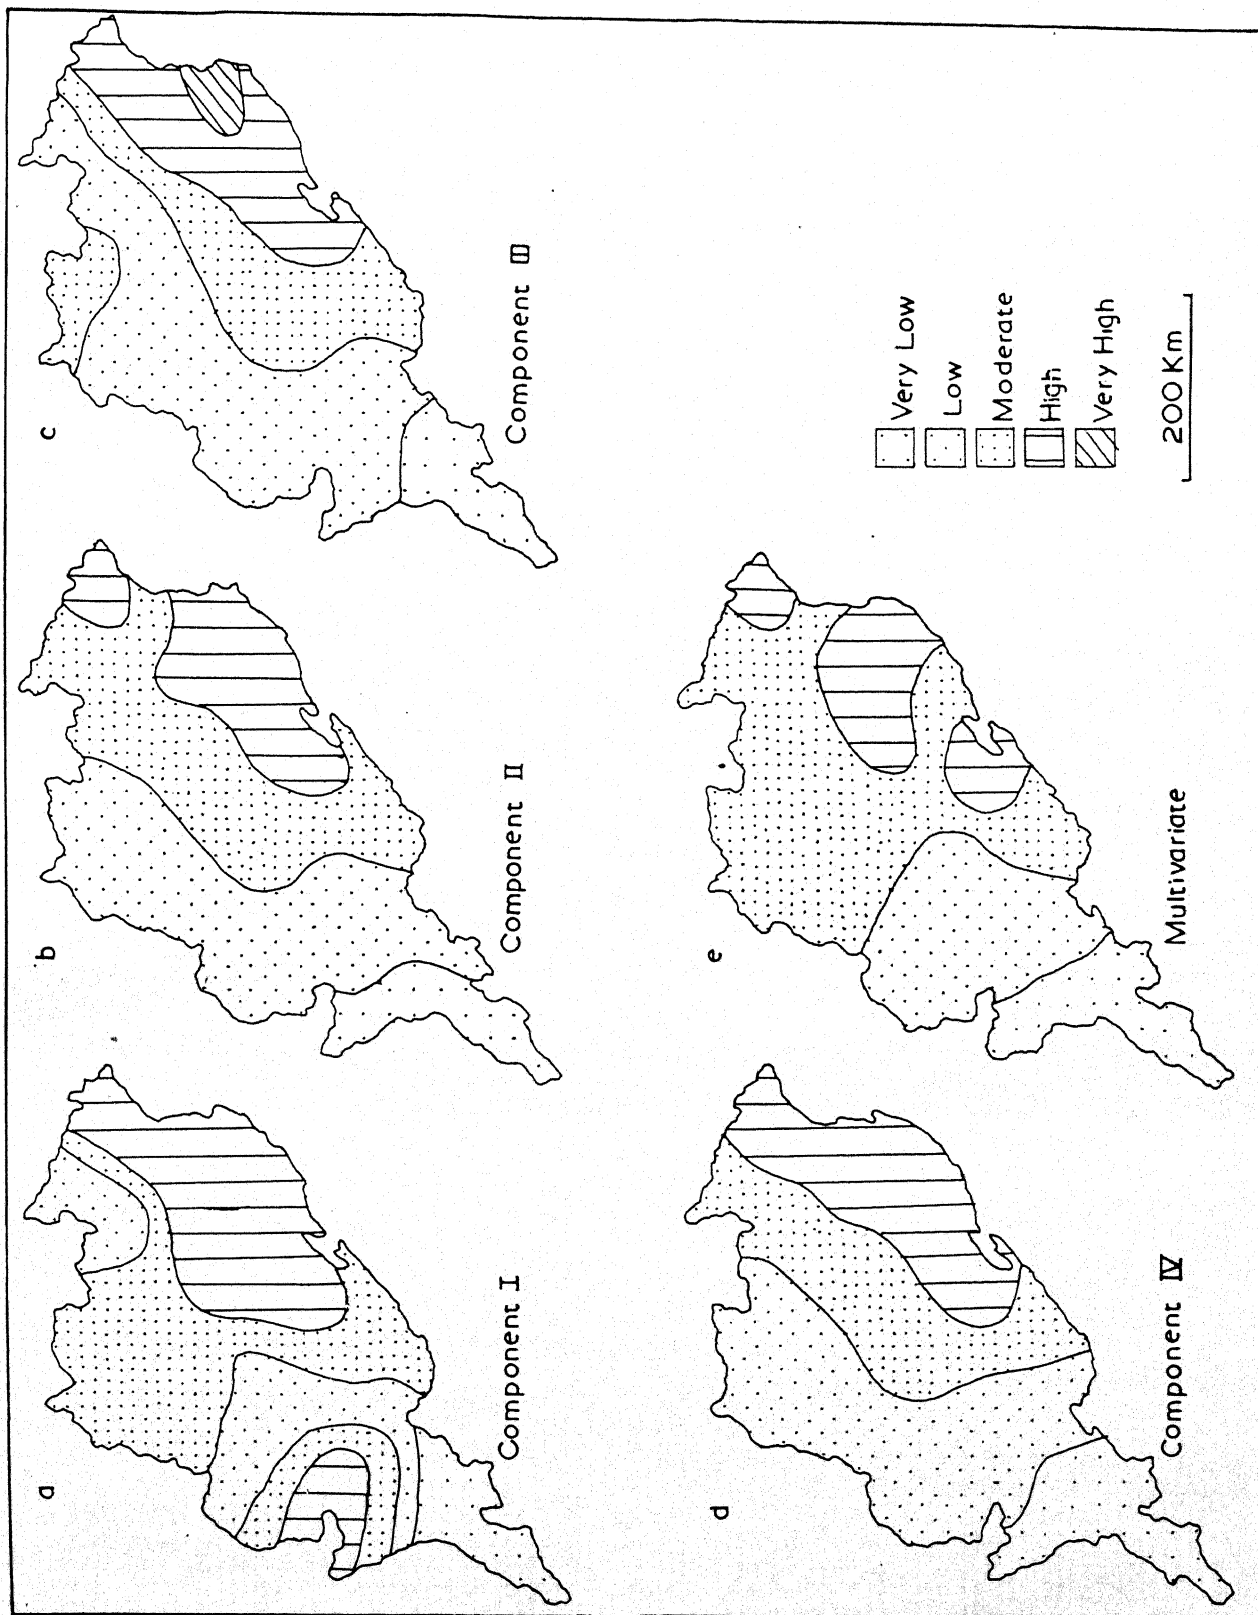 a
Component I
b
Component II
c
Component III
d
Component IV
e
Multivariate
Very Low
Low
Moderate
High
Very High
200 Km